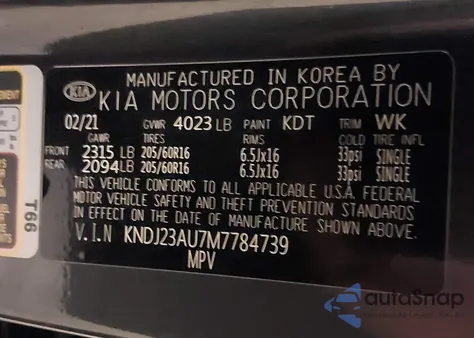 MANUFACTURED IN KOREA BY
KIA KIA MOTORS CORPORATION
02/21 GVWR 4023 LB PAINT KDT TRIM WK
GAWR TIRES RIMS COLD TIRE INFL
FRONT 2315 LB 205/60R16 6.5Jx16 33psi SINGLE
REAR 2094 LB 205/60R16 6.5Jx16 33psi SINGLE
THIS VEHICLE CONFORMS TO ALL APPLICABLE U.S.A. FEDERAL
MOTOR VEHICLE SAFETY AND THEFT PREVENTION STANDARDS
IN EFFECT ON THE DATE OF MANUFACTURE SHOWN ABOVE.
V.I.N KNDJ23AU7M7784739
MPV
T66
autoSnap